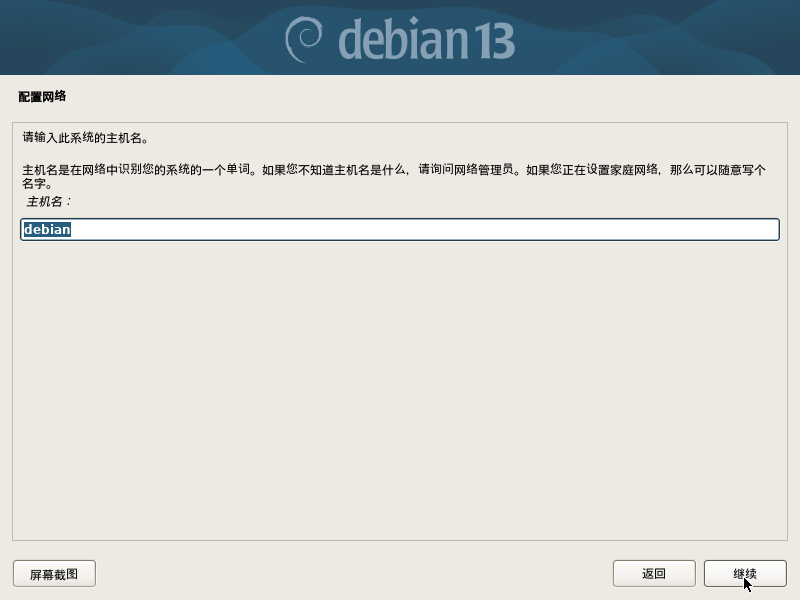 debian 13
配置网络
请输入此系统的主机名。
主机名是在网络中识别您的系统的一个单词。如果您不知道主机名是什么，请询问网络管理员。如果您正在设置家庭网络，那么可以随意写个
名字。
主机名：
debian
屏幕截图
返回
继续